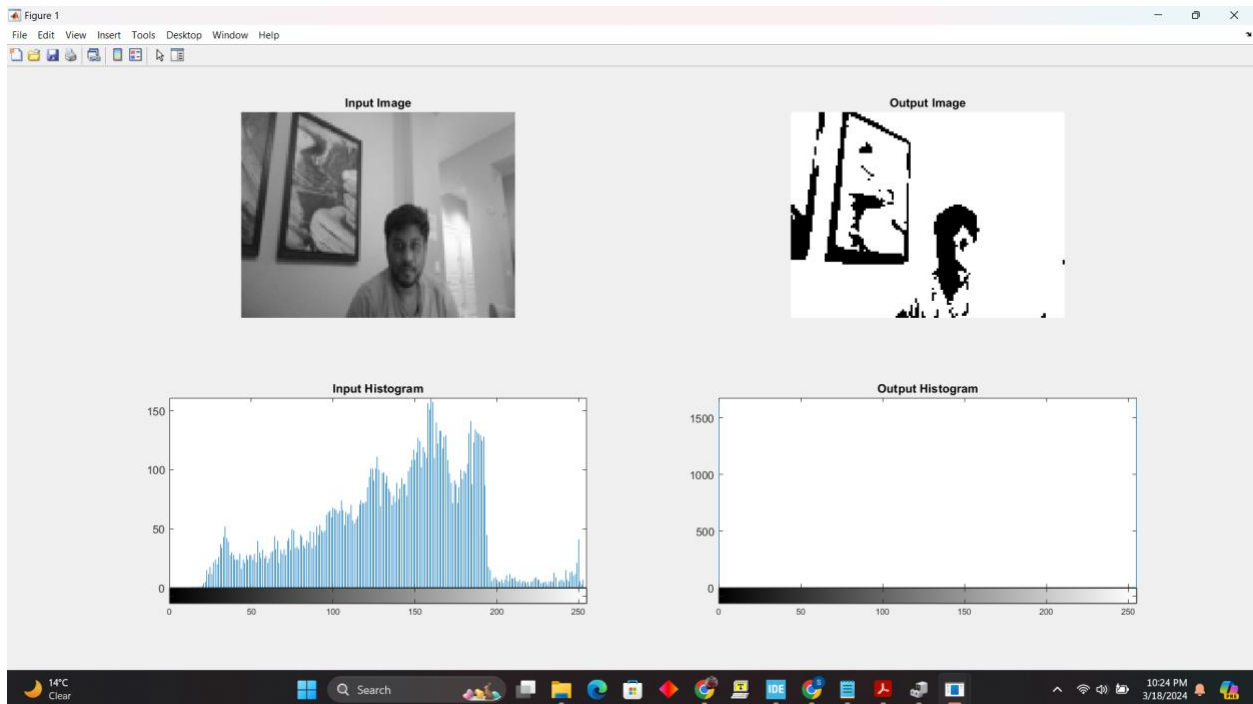 Figure 1
File Edit View Insert Tools Desktop Window Help
Input Image
Output Image
Input Histogram
150
100
50
0
0 50 100 150 200 250
Output Histogram
1500
1000
500
0
0 50 100 150 200 250
14°C
Clear
Search
IDE
10:24 PM
3/18/2024